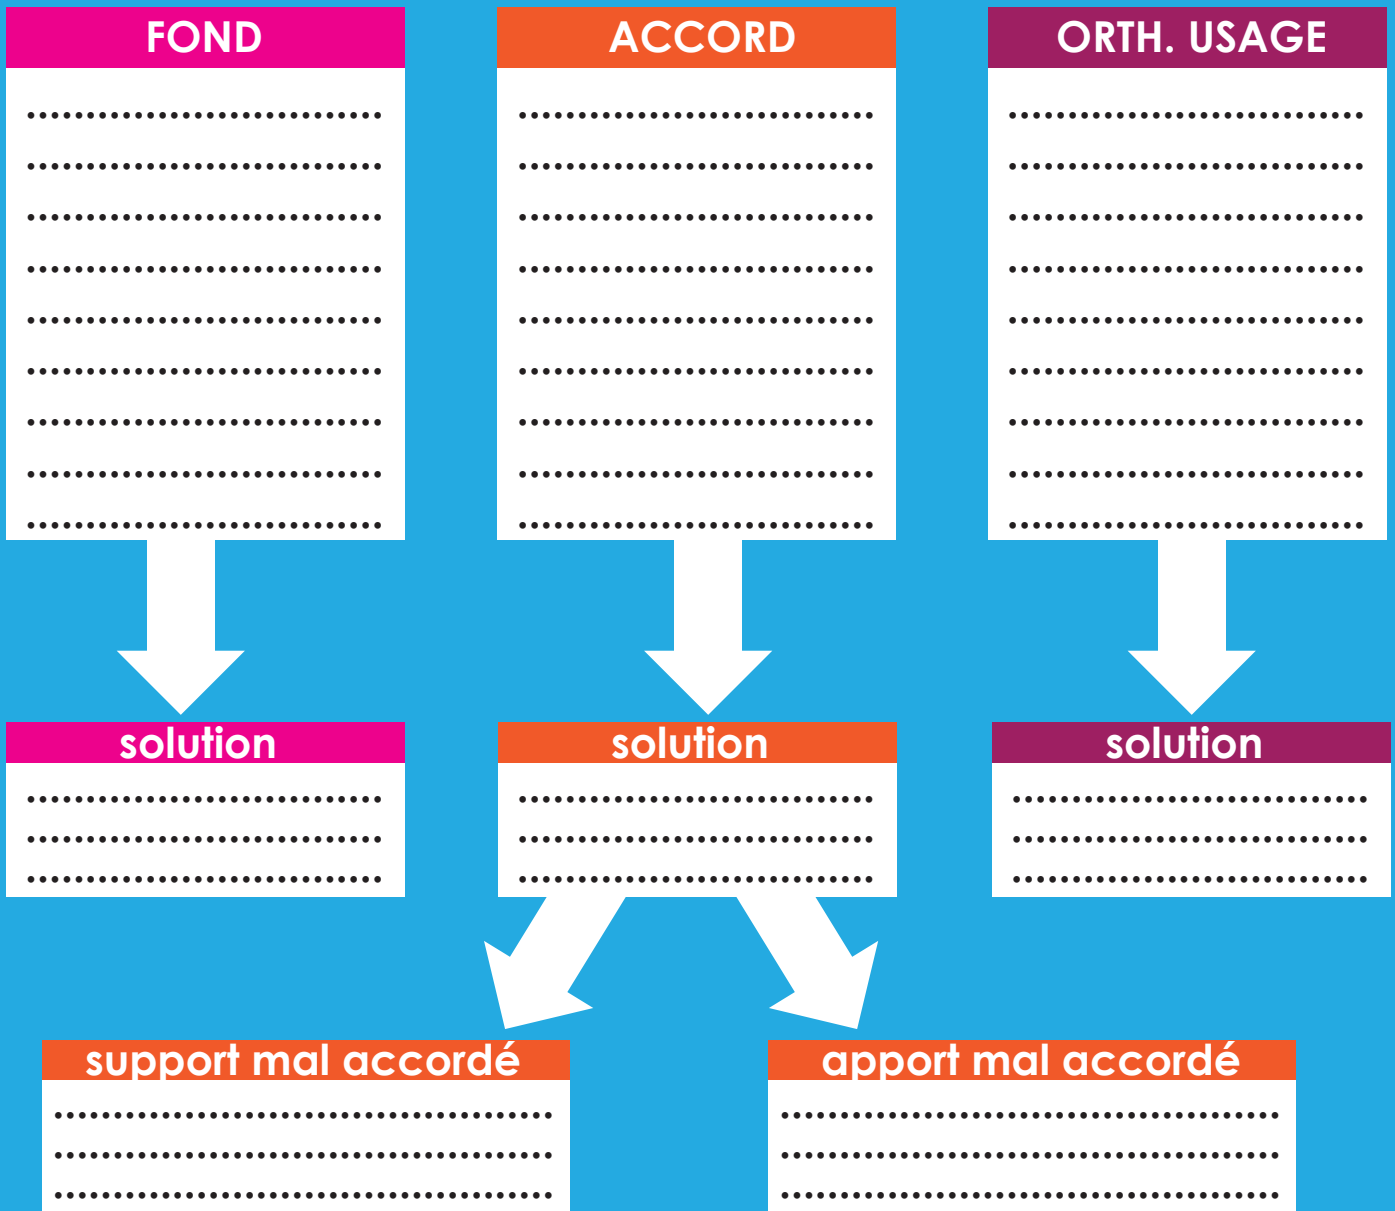 FOND
ACCORD
ORTH. USAGE
solution
solution
solution
support mal accordé
apport mal accordé